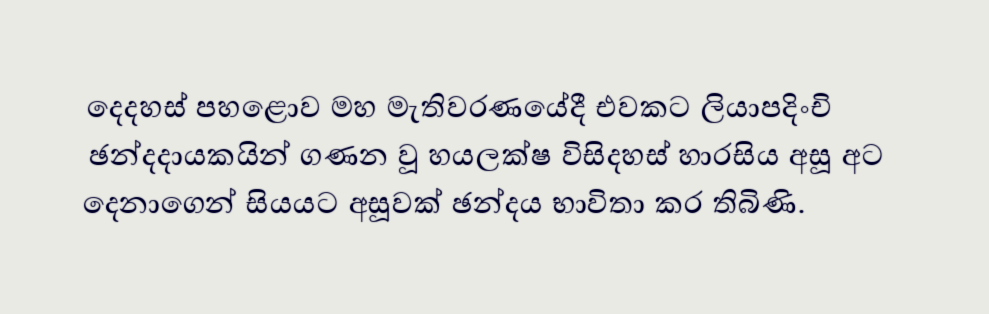 දෙදහස් පහළොව මහ මැතිවරණයේදී එවකට ලියාපදිංචි
ඡන්දදායකයින් ගණන වූ හයලක්ෂ විසිදහස් හාරසිය අසූ අට
දෙනාගෙන් සියයට අසූවක් ඡන්දය භාවිතා කර තිබිණි.